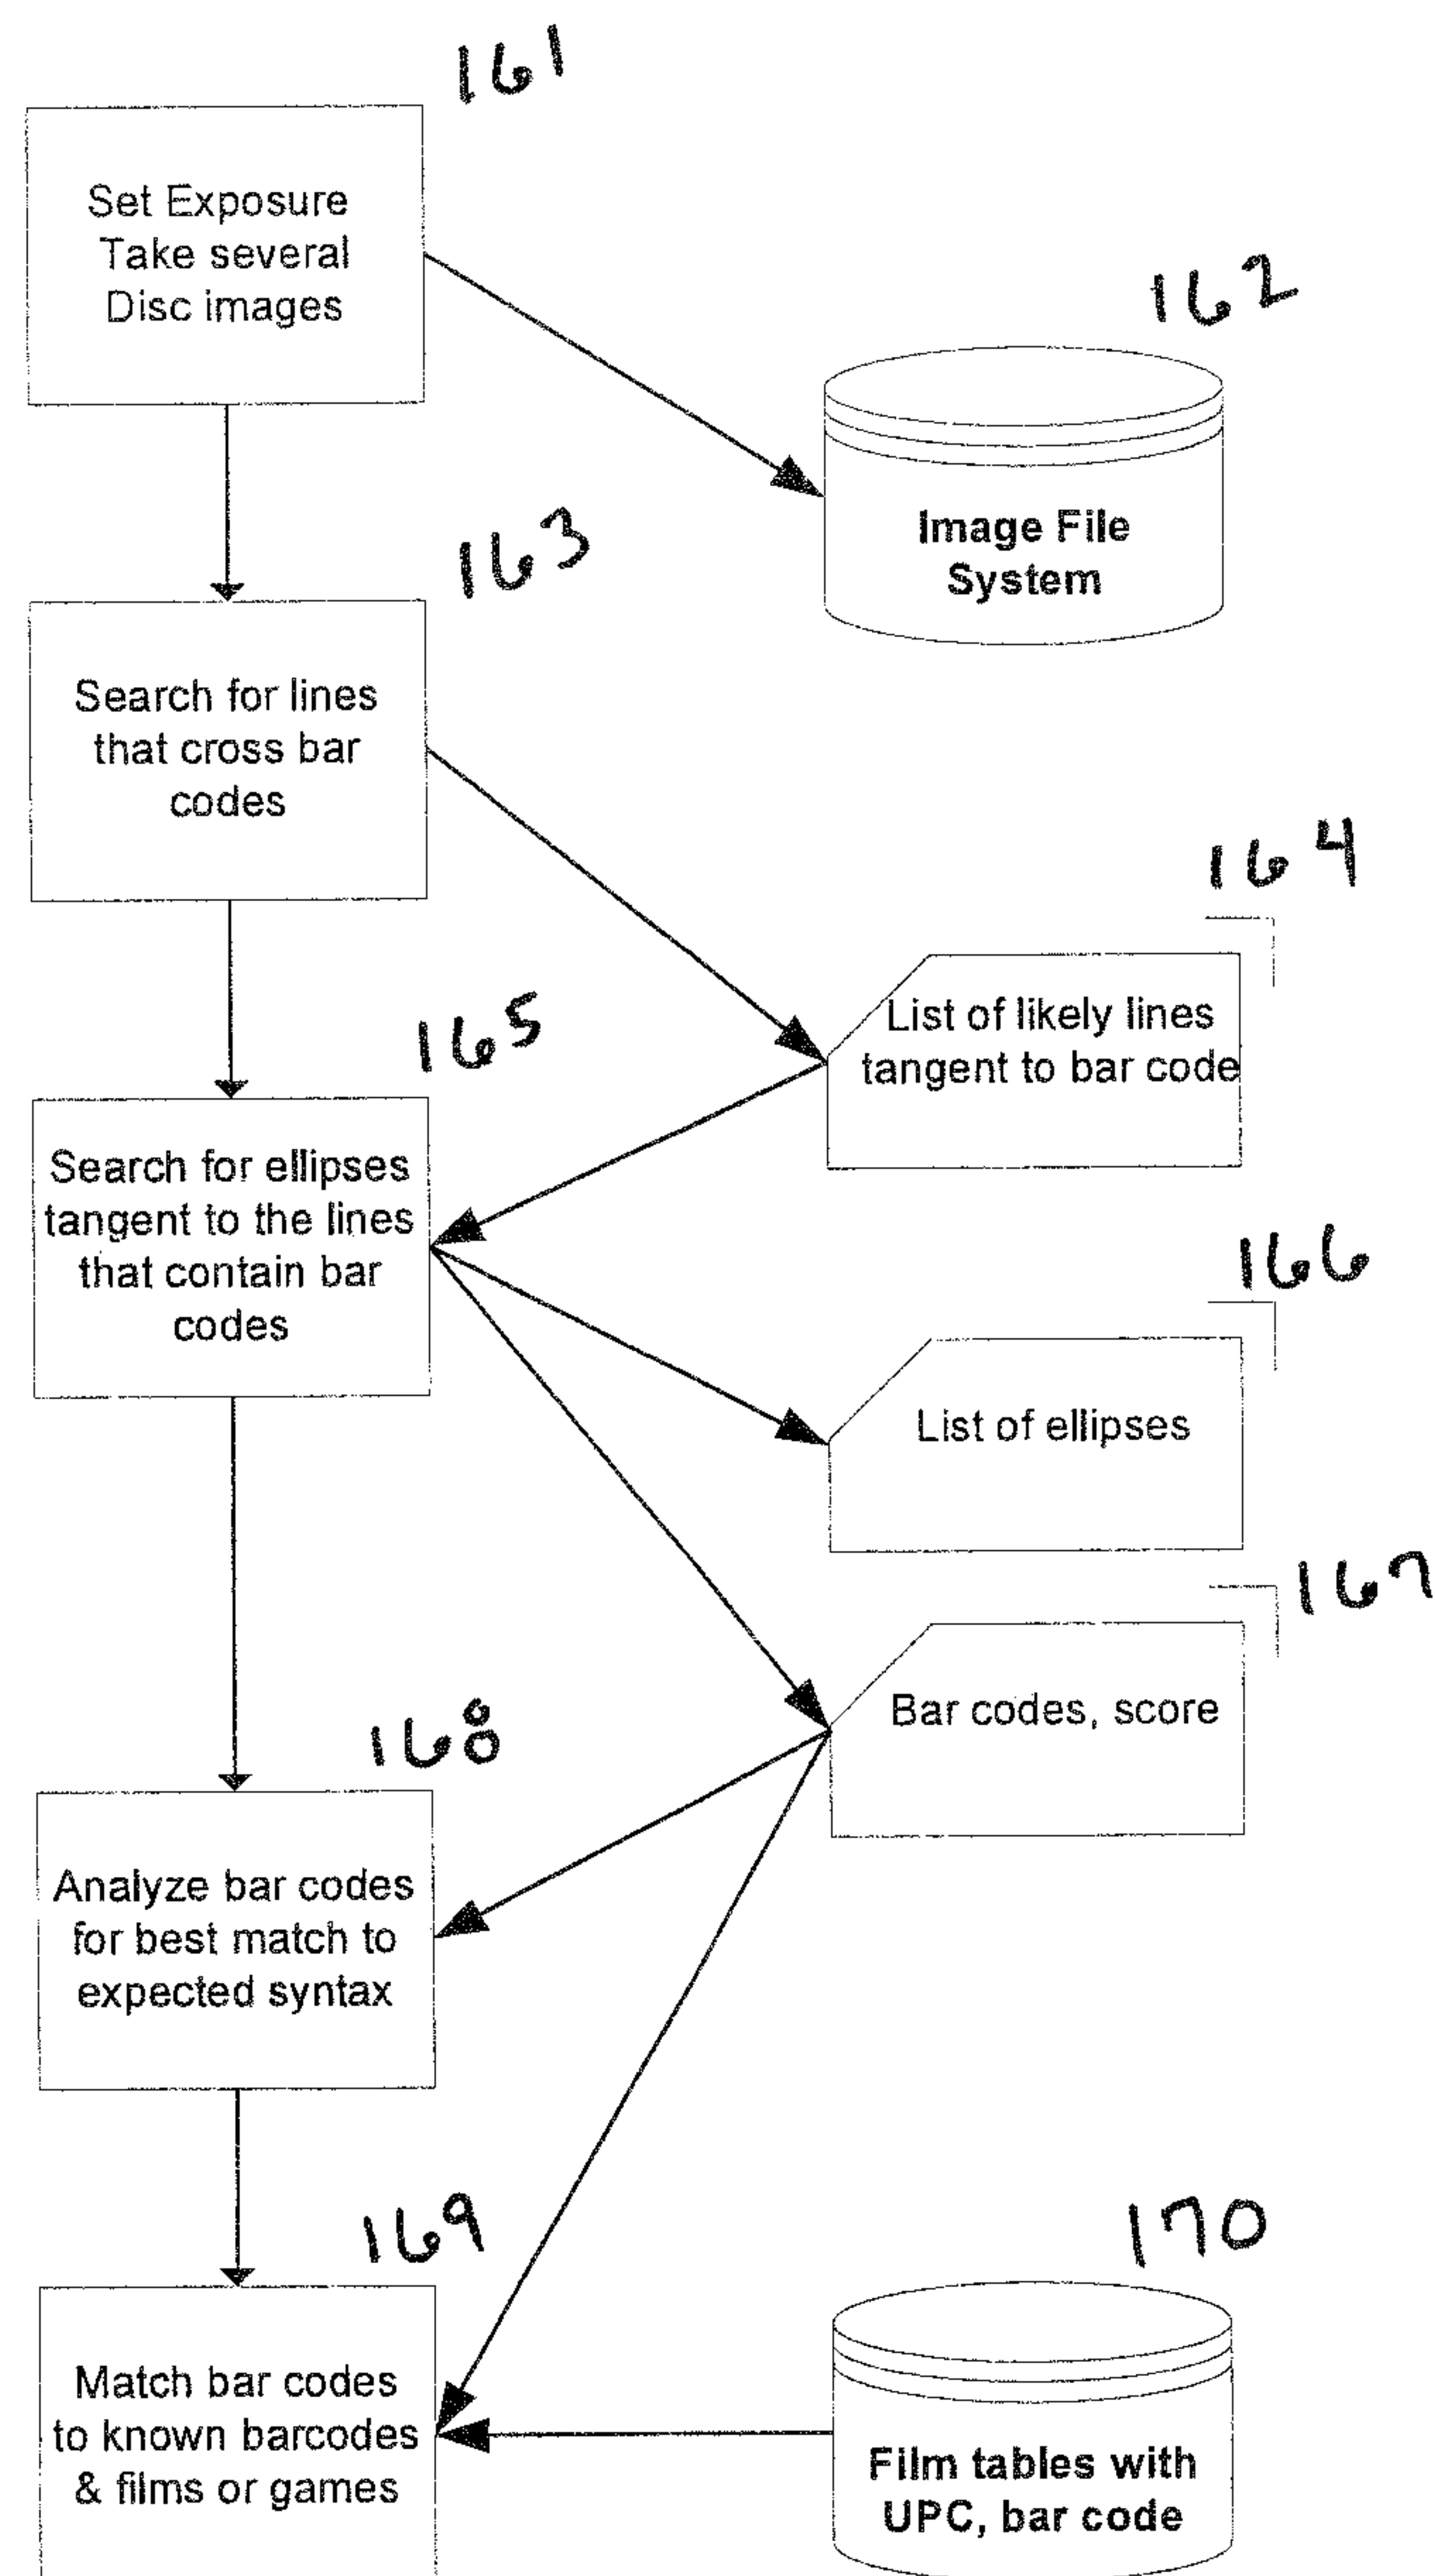 161
Set Exposure
Take several
Disc images
162
Image File
System
163
Search for lines
that cross bar
codes
164
List of likely lines
tangent to bar code
165
Search for ellipses
tangent to the lines
that contain bar
codes
166
List of ellipses
167
Bar codes, score
168
Analyze bar codes
for best match to
expected syntax
169
Match bar codes
to known barcodes
& films or games
170
Film tables with
UPC, bar code